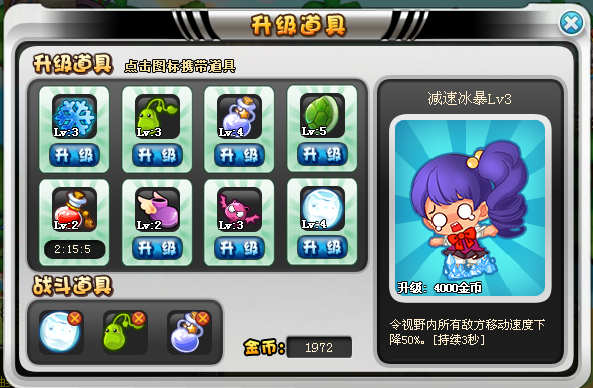 升级道具
升级道具 点击图标携带道具
Lv:3 Lv:3 Lv:4 Lv:5
升 级 升 级 升 级 升 级
Lv:2 Lv:2 Lv:3 Lv:4
2:15:5 升 级 升 级 升 级
战斗道具
金币: 1972
减速冰暴Lv3
升级: 4000金币
令视野内所有敌方移动速度下
降50%。[持续3秒]